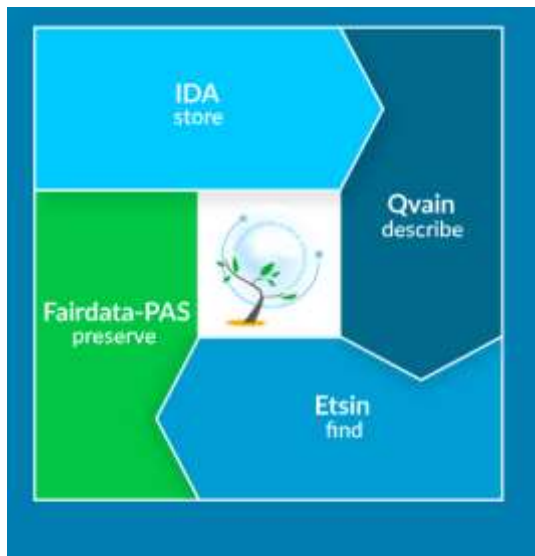 IDA
store
Qvain
describe
Fairdata-PAS
preserve
Etsin
find